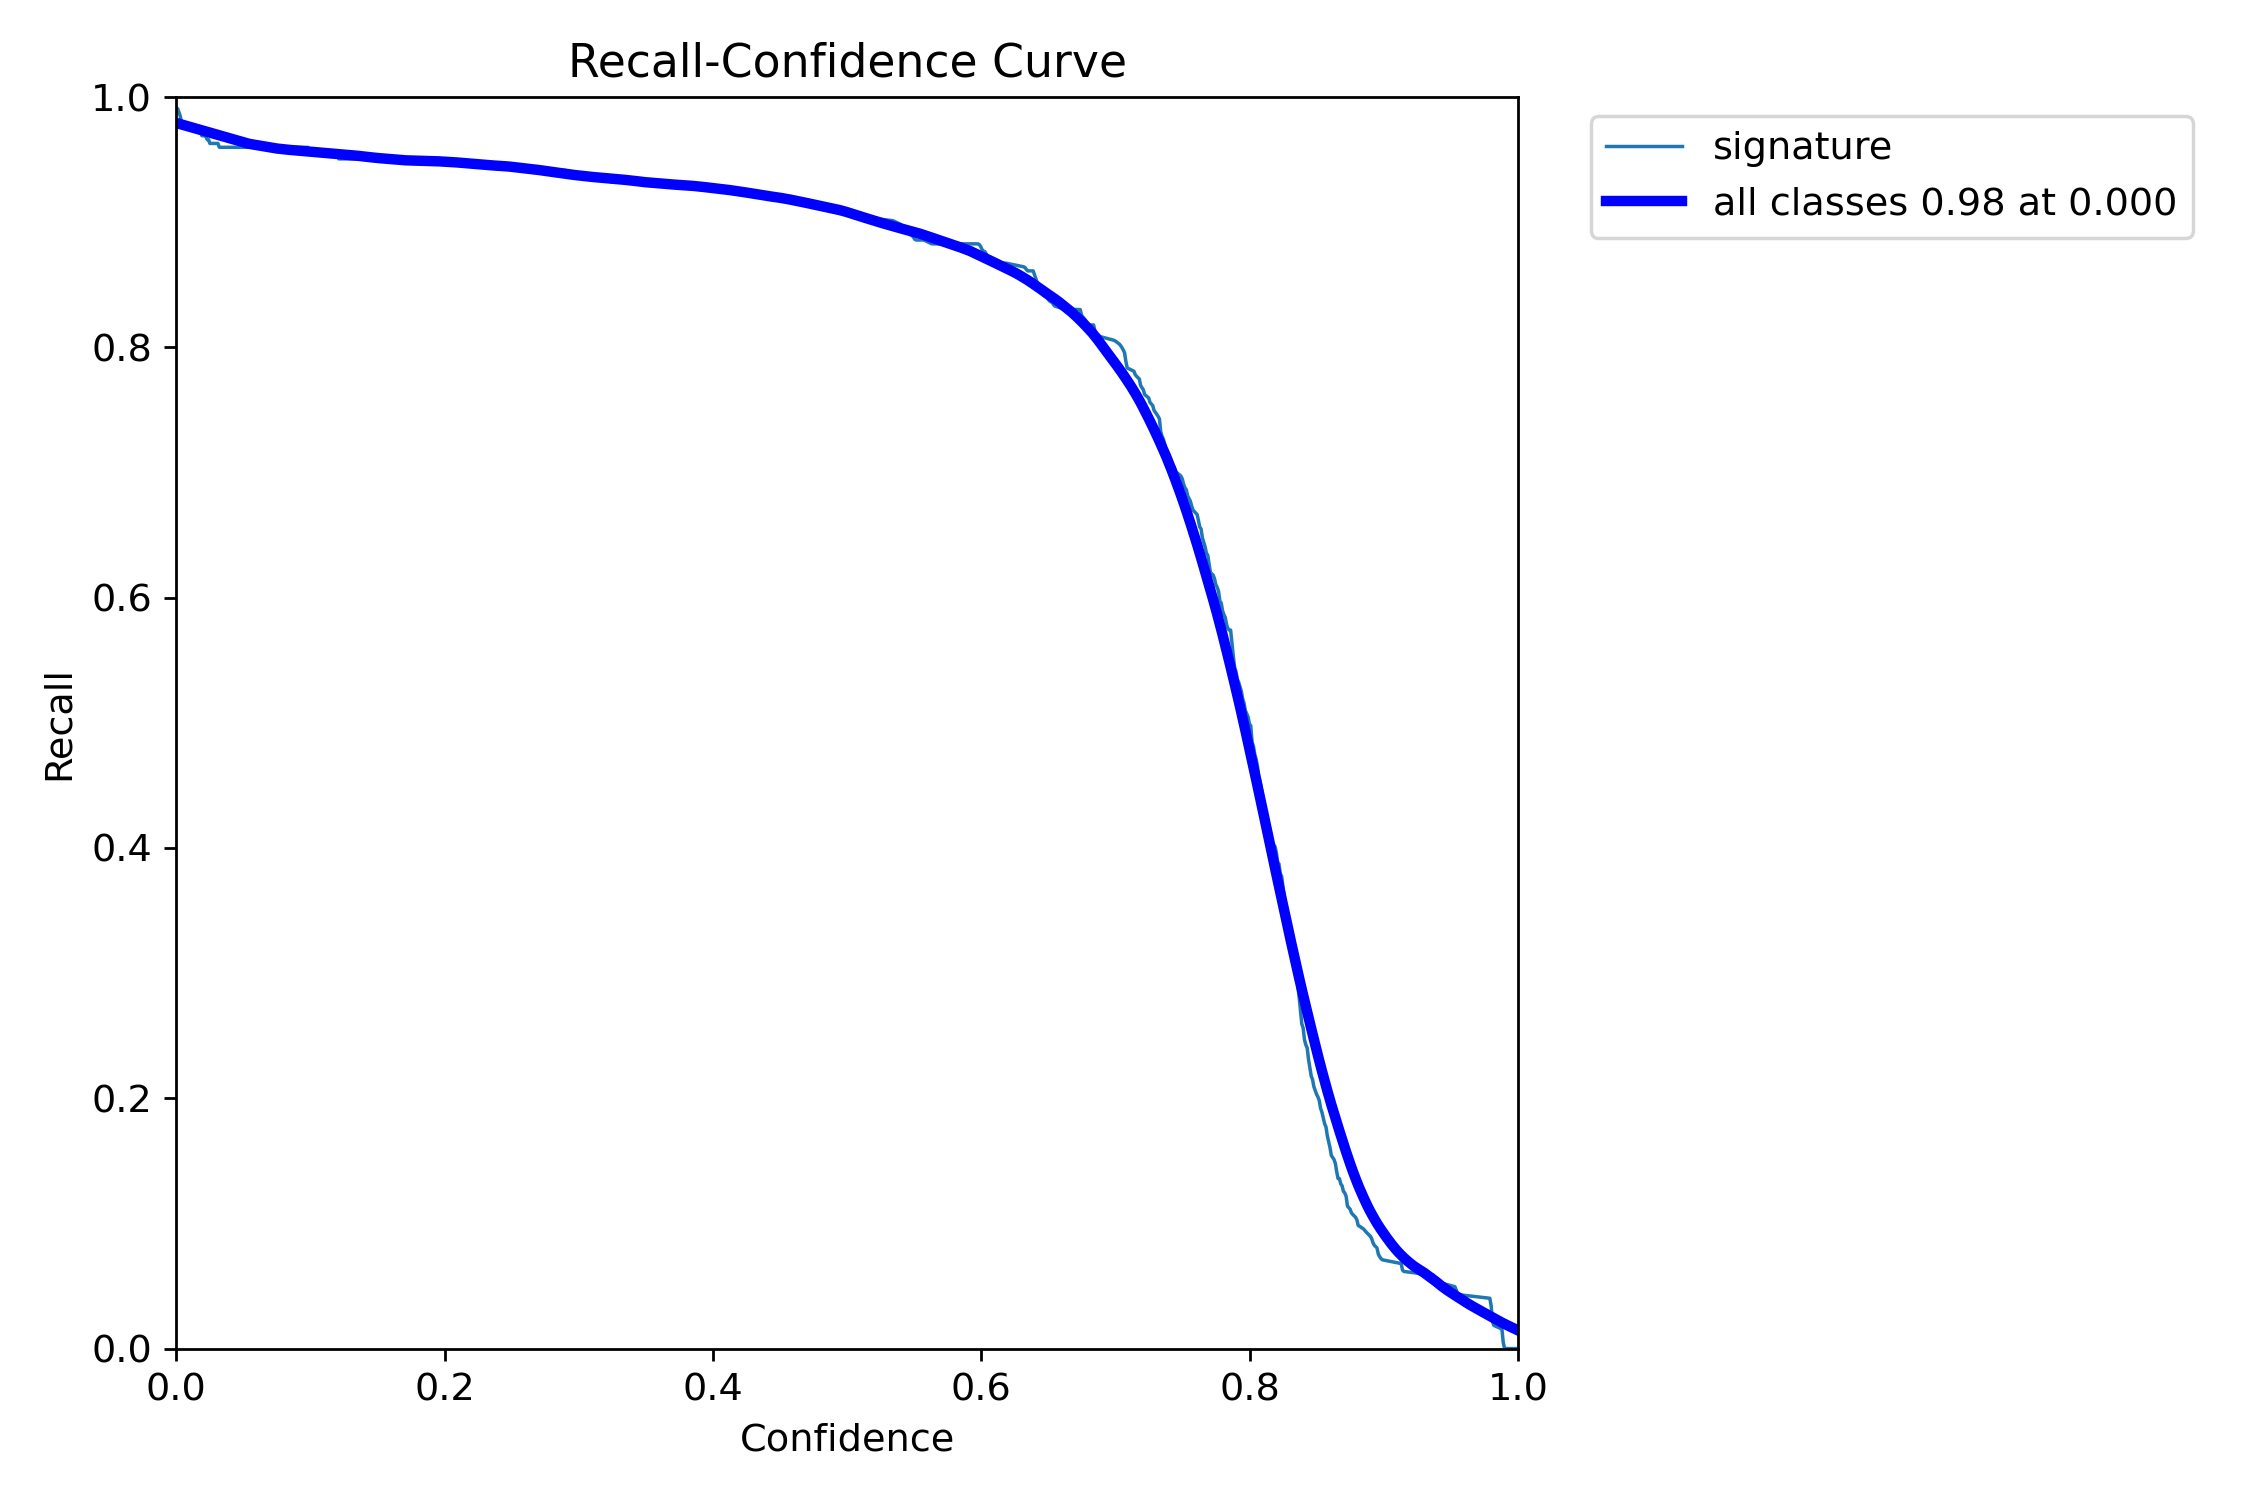 Recall-Confidence Curve
1.0
0.8
0.6
0.4
0.2
0.0
Recall
0.0 0.2 0.4 0.6 0.8 1.0
Confidence
signature
all classes 0.98 at 0.000